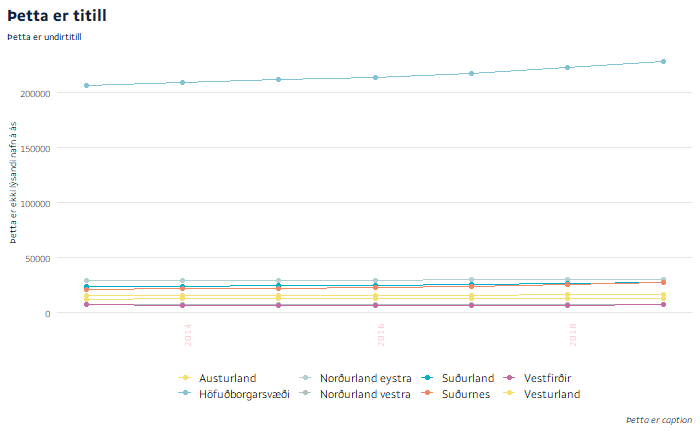 Þetta er titill
Þetta er undirtitill
Þetta er ekki lýsandi nafn á ás
200000
150000
100000
50000
0
2014
2016
2018
Austurland
Norðurland eystra
Suðurland
Vestfirðir
Höfuðborgarsvæði
Norðurland vestra
Suðurnes
Vesturland
Þetta er caption